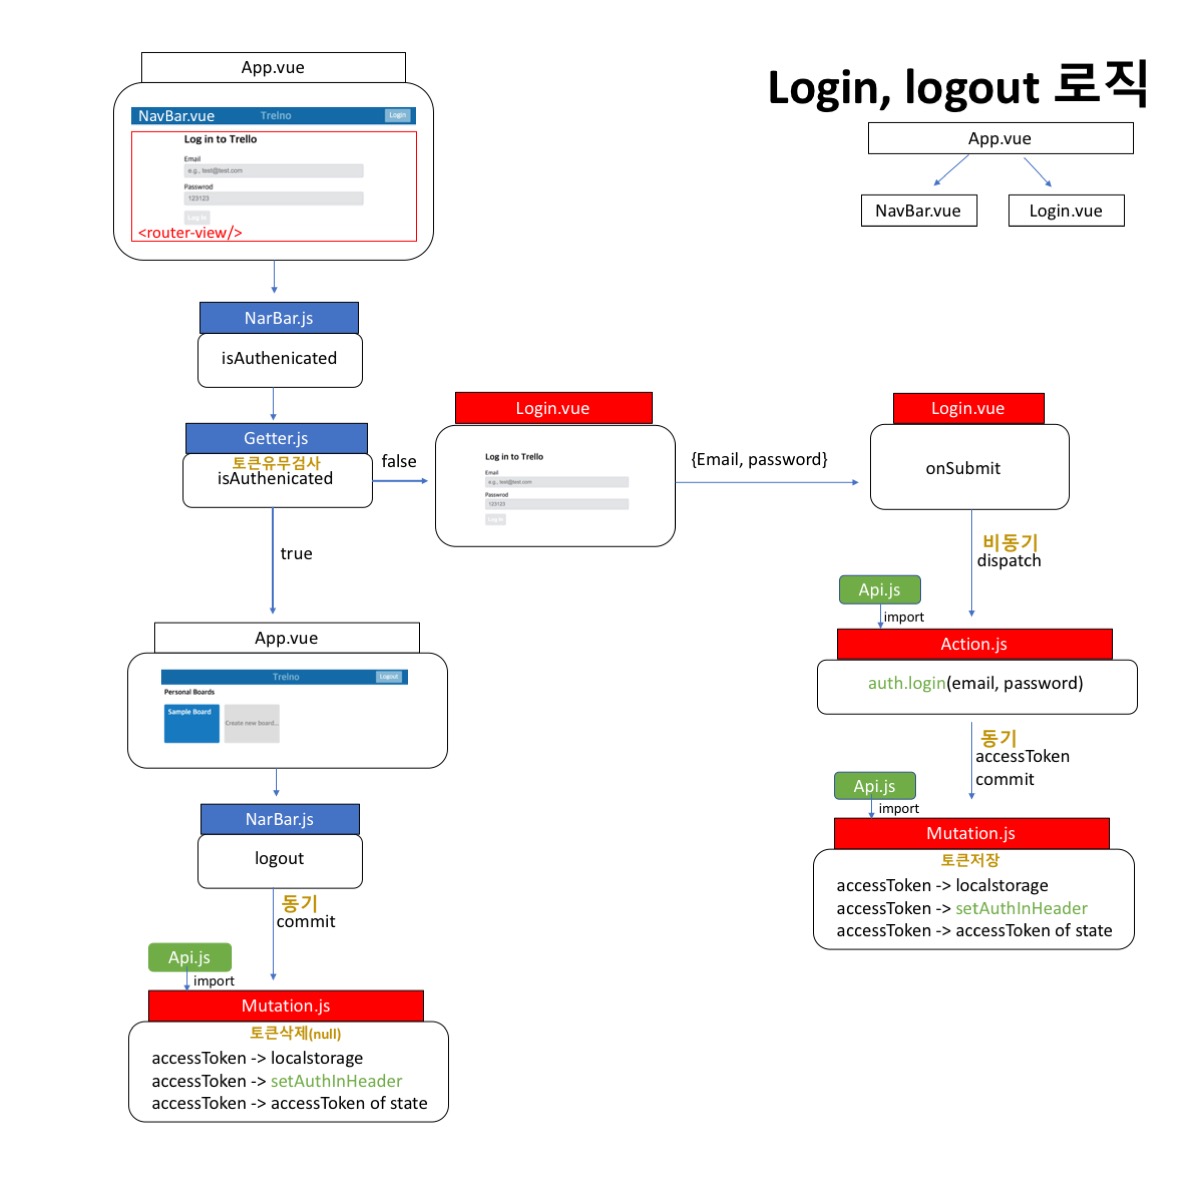 Login, logout 로직
App.vue
NavBar.vue
Login.vue
App.vue
NavBar.vue
Trelno
Login
Log in to Trello
Email
e.g., test@test.com
Passwrod
123123
Log In
<router-view/>
NarBar.js
isAuthenicated
Getter.js
토큰유무검사
isAuthenicated
false
Login.vue
Log in to Trello
Email
e.g., test@test.com
Passwrod
123123
Log In
{Email, password}
Login.vue
onSubmit
비동기
dispatch
Api.js
import
Action.js
auth.login(email, password)
동기
accessToken
commit
Api.js
import
Mutation.js
토큰저장
accessToken -> localstorage
accessToken -> setAuthInHeader
accessToken -> accessToken of state
true
App.vue
Trelno
Logout
Personal Boards
Sample Board
Create new board...
NarBar.js
logout
동기
commit
Api.js
import
Mutation.js
토큰삭제(null)
accessToken -> localstorage
accessToken -> setAuthInHeader
accessToken -> accessToken of state